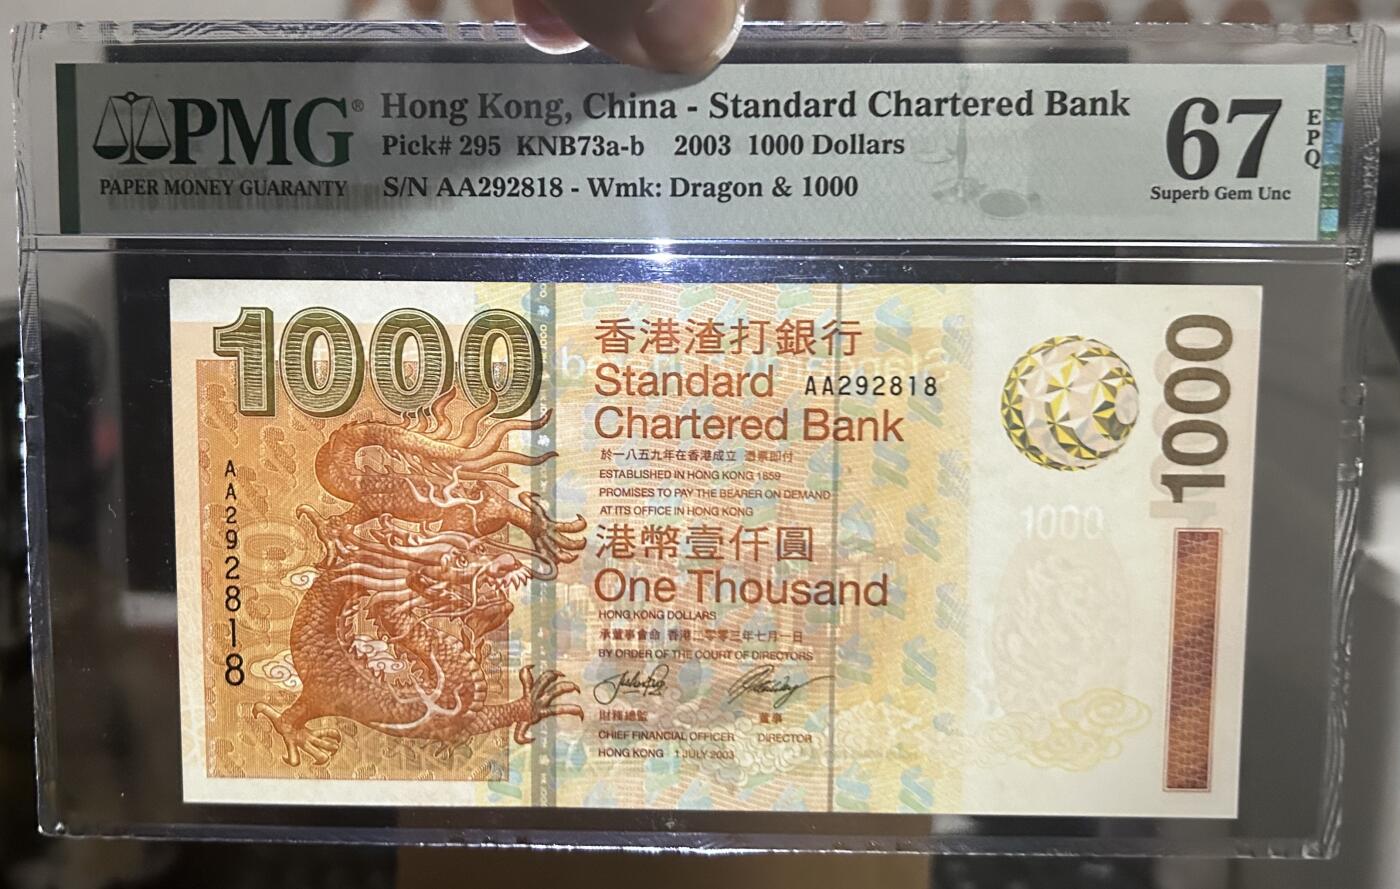 PMG®
PAPER MONEY GUARANTY
Hong Kong, China - Standard Chartered Bank
Pick# 295 KNB73a-b 2003 1000 Dollars
S/N AA292818 - Wmk: Dragon & 1000
67
EPQ
Superb Gem Unc
1000
香港渣打銀行
Standard AA292818
Chartered Bank
於一八五九年在香港成立 憑票即付
ESTABLISHED IN HONG KONG 1859
PROMISES TO PAY THE BEARER ON DEMAND
AT ITS OFFICE IN HONG KONG
港幣壹仟圓
One Thousand
HONG KONG DOLLARS
承董事會命 香港二零零三年七月一日
BY ORDER OF THE COURT OF DIRECTORS
財務總監 董事
CHIEF FINANCIAL OFFICER DIRECTOR
HONG KONG 1 JULY 2003
AA292818
1000
1000